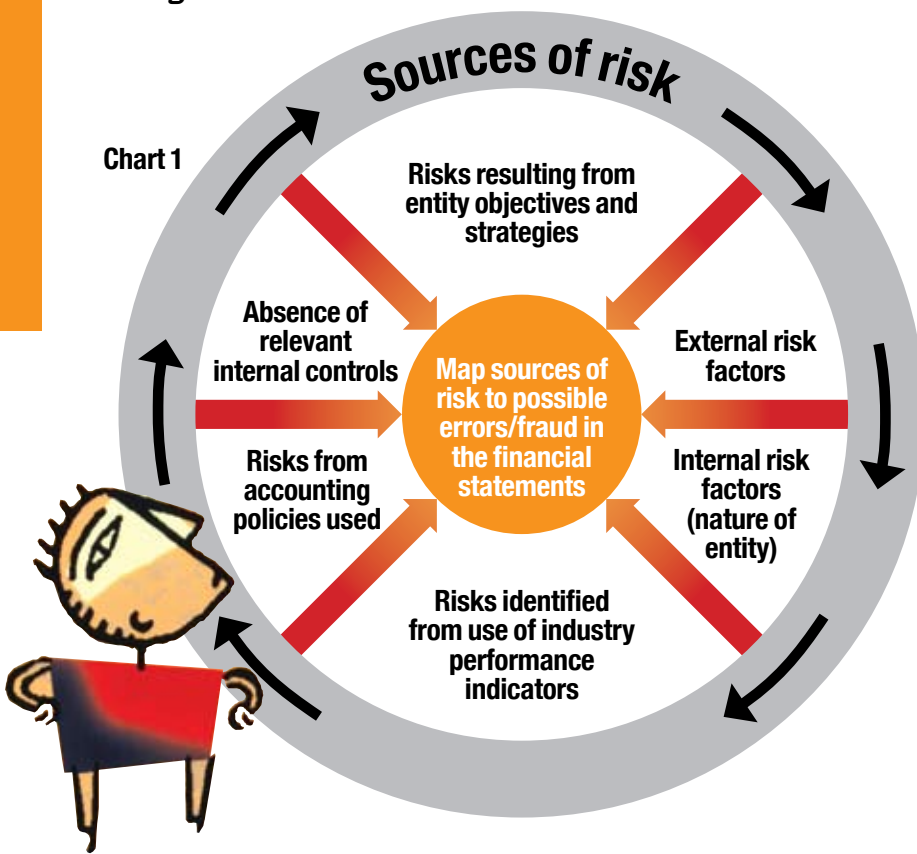 Sources of risk
Chart 1
Risks resulting from
entity objectives and
strategies
Absence of
relevant
internal controls
External risk
factors
Map sources of
risk to possible
errors/fraud in
the financial
statements
Risks from
accounting
policies used
Internal risk
factors
(nature of
entity)
Risks identified
from use of industry
performance
indicators